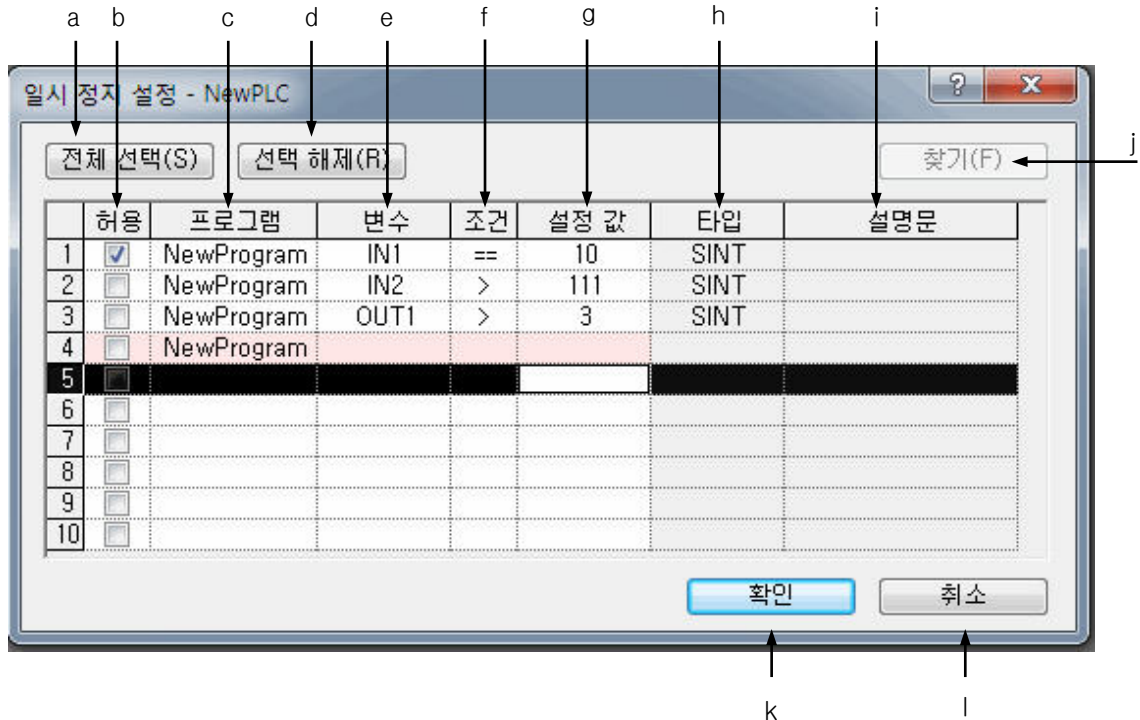 a b c d e f g h i
일시 정지 설정 - NewPLC
전체 선택(S) 선택 해제(R) 찾기(F) j
허용 프로그램 변수 조건 설정 값 타입 설명문
1 NewProgram IN1 == 10 SINT
2 NewProgram IN2 > 111 SINT
3 NewProgram OUT1 > 3 SINT
4 NewProgram
5
6
7
8
9
10
확인 취소
k l